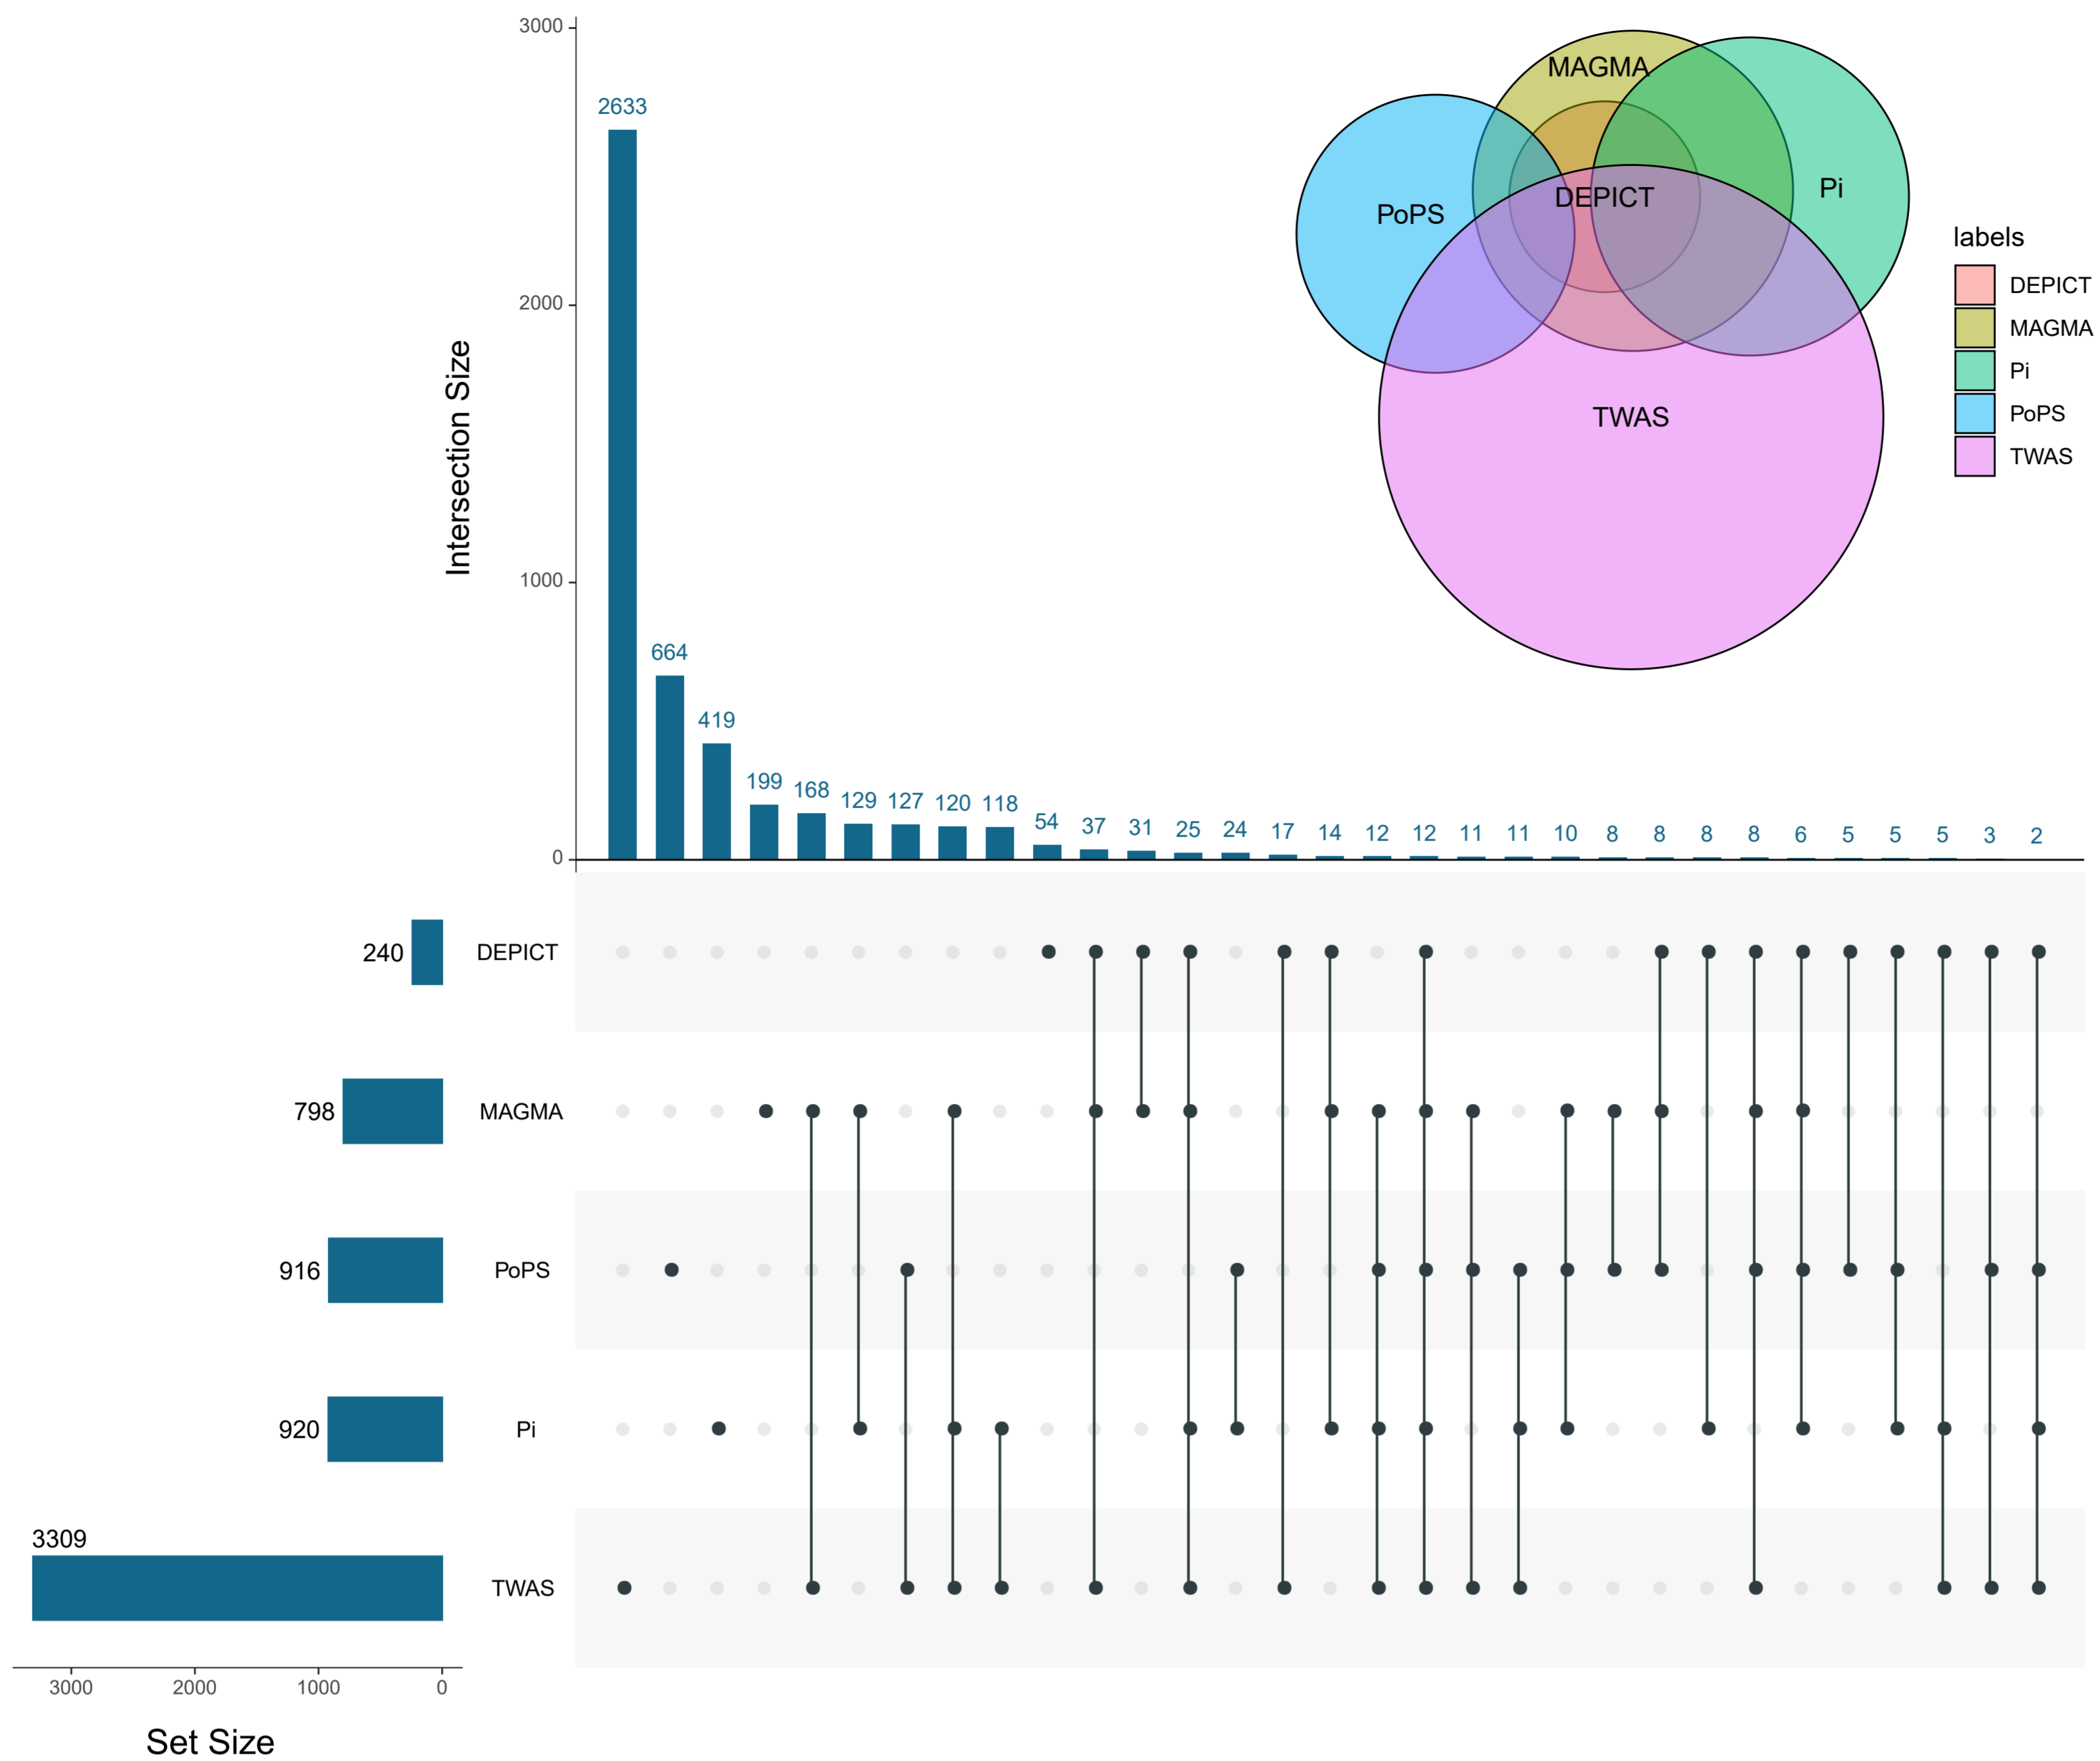 3000
2000
1000
0
Intersection Size
2633
664
419
199
168
129
127
120
118
54
37
31
25
24
17
14
12
12
11
11
10
8
8
8
8
6
5
5
5
3
2
MAGMA
Pi
PoPS
DEPICT
TWAS
labels
DEPICT
MAGMA
Pi
PoPS
TWAS
240 DEPICT
798 MAGMA
916 PoPS
920 Pi
3309
TWAS
3000 2000 1000 0
Set Size